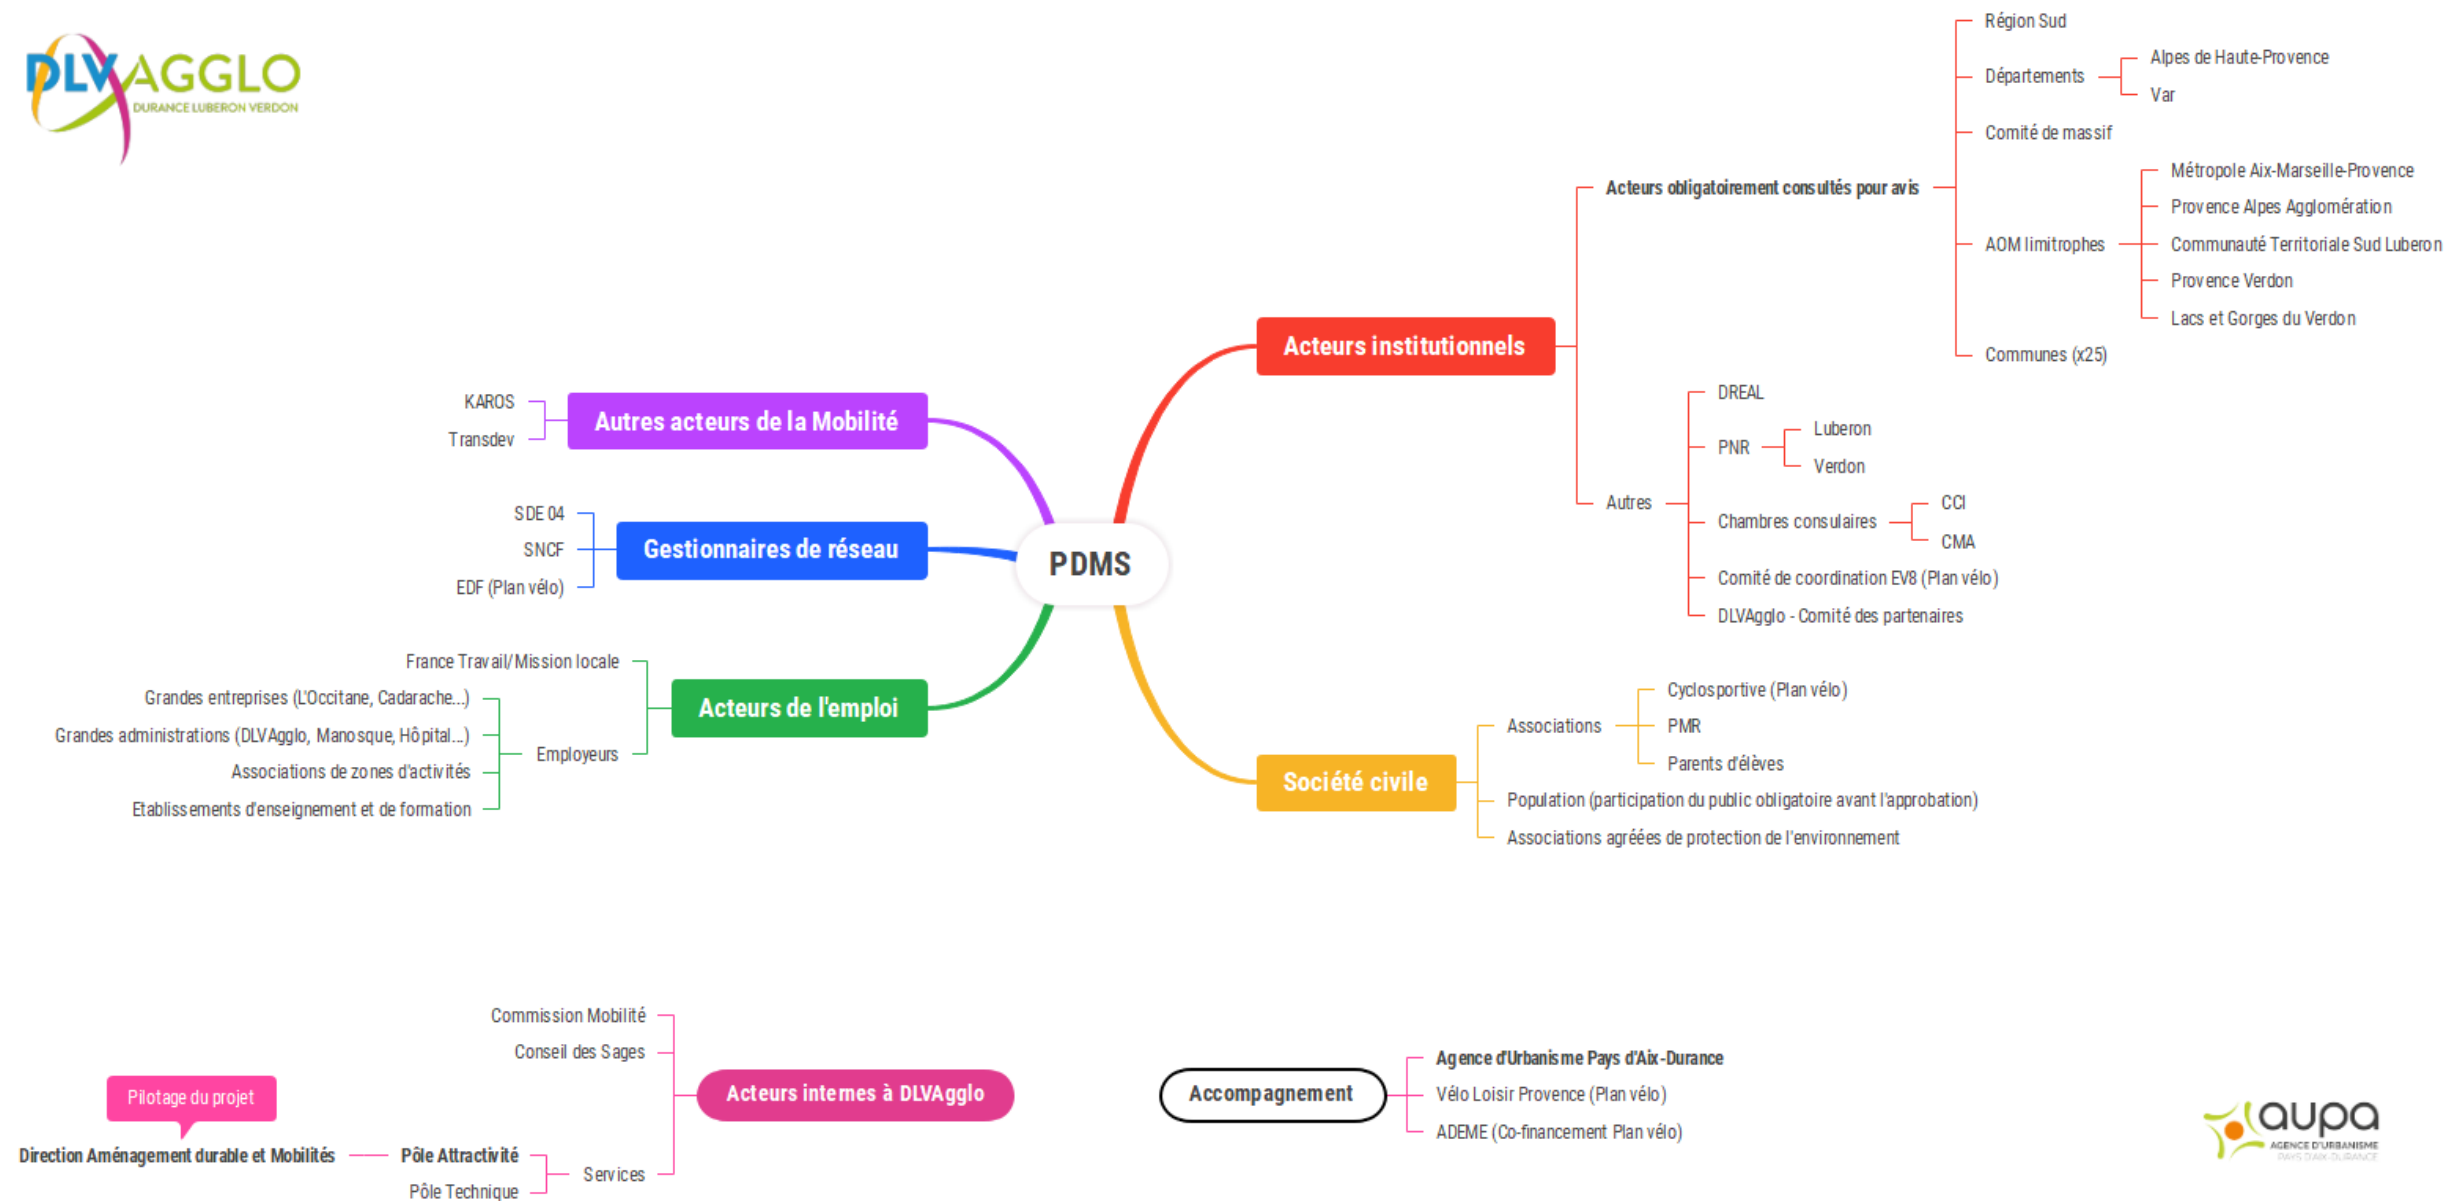 DLVAGGLO
DURANCE LUBERON VERDON
PDMS
Acteurs institutionnels
Acteurs obligatoirement consultés pour avis
Région Sud
Départements
Alpes de Haute-Provence
Var
Comité de massif
AOM limitrophes
Métropole Aix-Marseille-Provence
Provence Alpes Agglomération
Communauté Territoriale Sud Luberon
Provence Verdon
Lacs et Gorges du Verdon
Communes (x25)
Autres
DREAL
PNR
Luberon
Verdon
Chambres consulaires
CCI
CMA
Comité de coordination EV8 (Plan vélo)
DLVAgglo - Comité des partenaires
Société civile
Associations
Cyclosportive (Plan vélo)
PMR
Parents d'élèves
Population (participation du public obligatoire avant l'approbation)
Associations agréées de protection de l'environnement
Autres acteurs de la Mobilité
KAROS
Transdev
Gestionnaires de réseau
SDE 04
SNCF
EDF (Plan vélo)
Acteurs de l'emploi
France Travail/Mission locale
Employeurs
Grandes entreprises (L'Occitane, Cadarache...)
Grandes administrations (DLVAgglo, Manosque, Hôpital...)
Associations de zones d'activités
Etablissements d'enseignement et de formation
Acteurs internes à DLVAgglo
Commission Mobilité
Conseil des Sages
Services
Pôle Attractivité
Pilotage du projet
Direction Aménagement durable et Mobilités
Pôle Technique
Accompagnement
Agence d'Urbanisme Pays d'Aix-Durance
Vélo Loisir Provence (Plan vélo)
ADEME (Co-financement Plan vélo)
aupa
AGENCE D'URBANISME
PAYS D'AIX-DURANCE